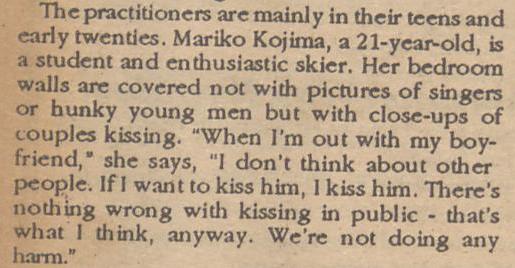 The practitioners are mainly in their teens and
early twenties. Mariko Kojima, a 21-year-old, is
a student and enthusiastic skier. Her bedroom
walls are covered not with pictures of singers
or hunky young men but with close-ups of
couples kissing. "When I'm out with my boy-
friend," she says, "I don't think about other
people. If I want to kiss him, I kiss him. There's
nothing wrong with kissing in public - that's
what I think, anyway. We're not doing any
harm."